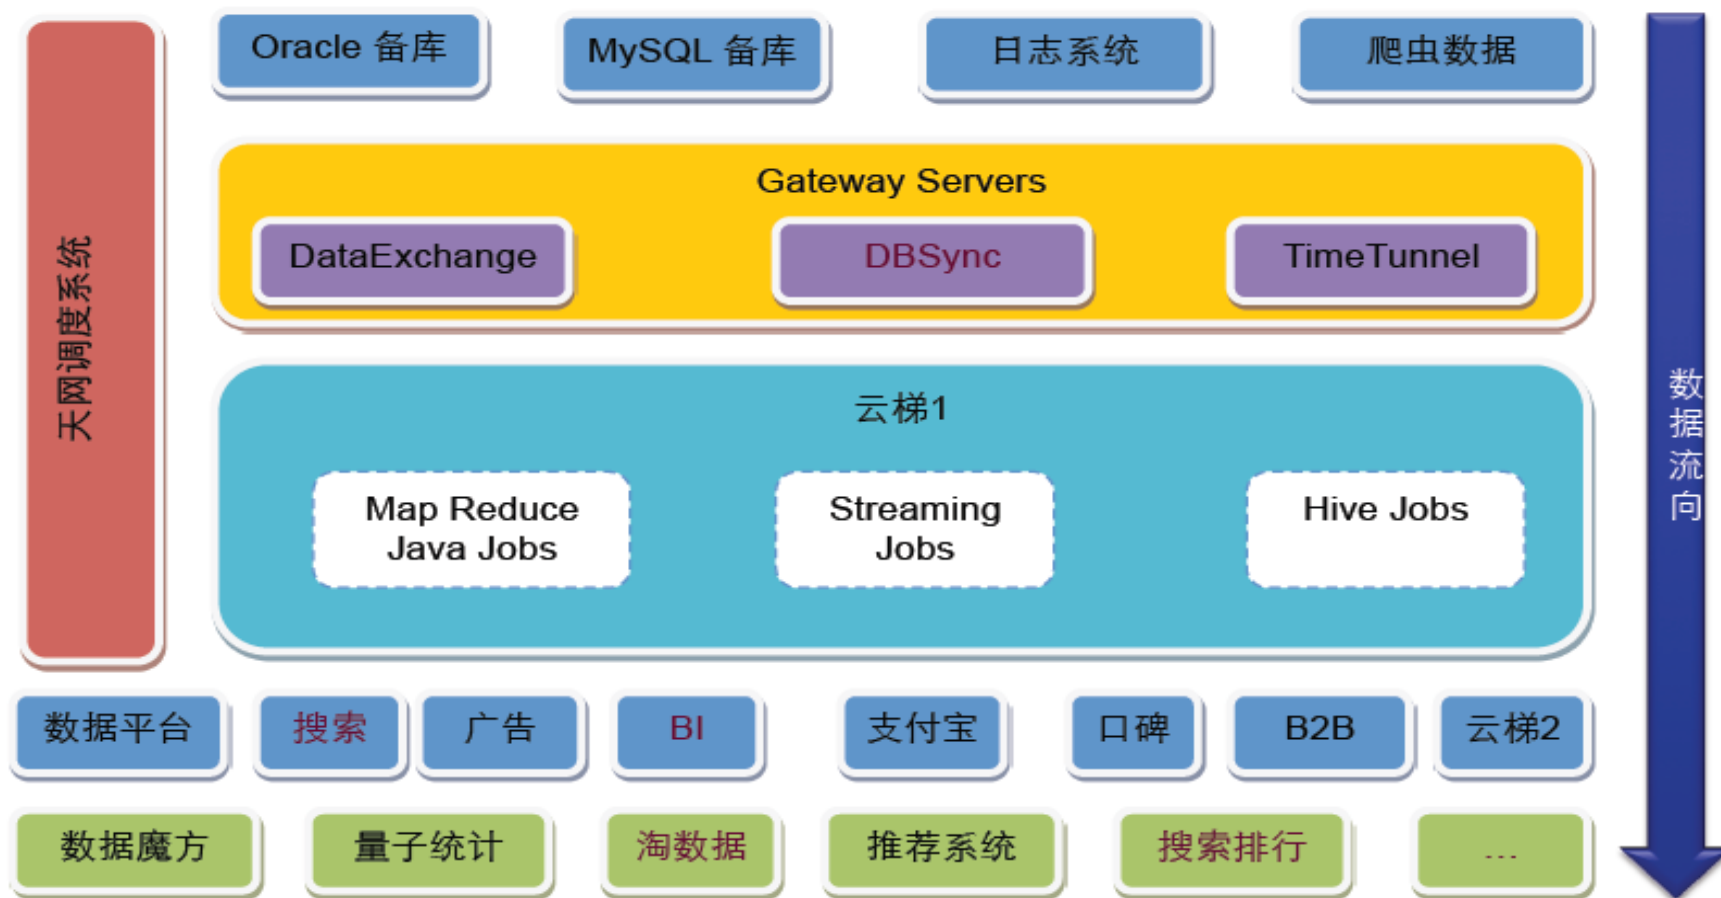 天网调度系统
Oracle 备库
MySQL 备库
日志系统
爬虫数据
Gateway Servers
DataExchange
DBSync
TimeTunnel
云梯1
Map Reduce
Java Jobs
Streaming
Jobs
Hive Jobs
数据平台
搜索
广告
BI
支付宝
口碑
B2B
云梯2
数据魔方
量子统计
淘数据
推荐系统
搜索排行
...
数据流向